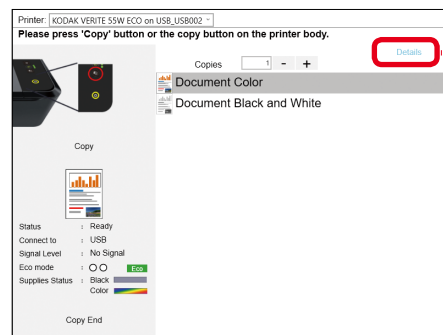 Printer: KODAK VERITE 55W ECO on USB_USB002
Please press 'Copy' button or the copy button on the printer body.
Details
Copies 1 - +
Document Color
Document Black and White
Copy
Status : Ready
Connect to : USB
Signal Level : No Signal
Eco mode : Eco
Supplies Status : Black
Color
Copy End